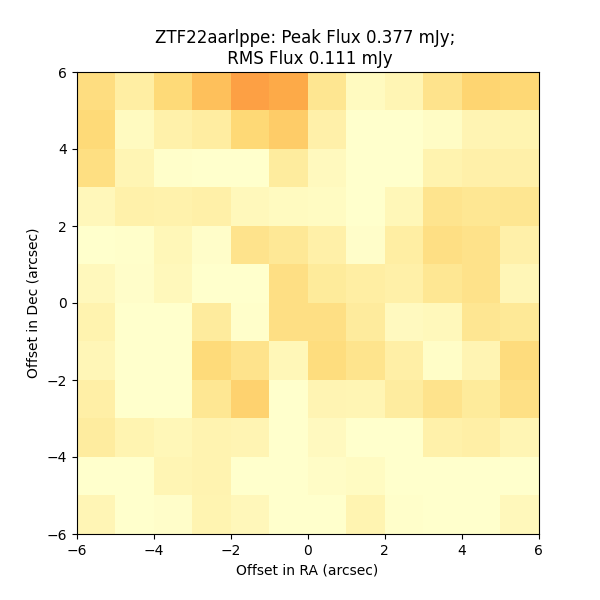 ZTF22aarlppe: Peak Flux 0.377 mJy;
RMS Flux 0.111 mJy
6
4
2
0
−2
−4
−6
Offset in Dec (arcsec)
−6 −4 −2 0 2 4 6
Offset in RA (arcsec)